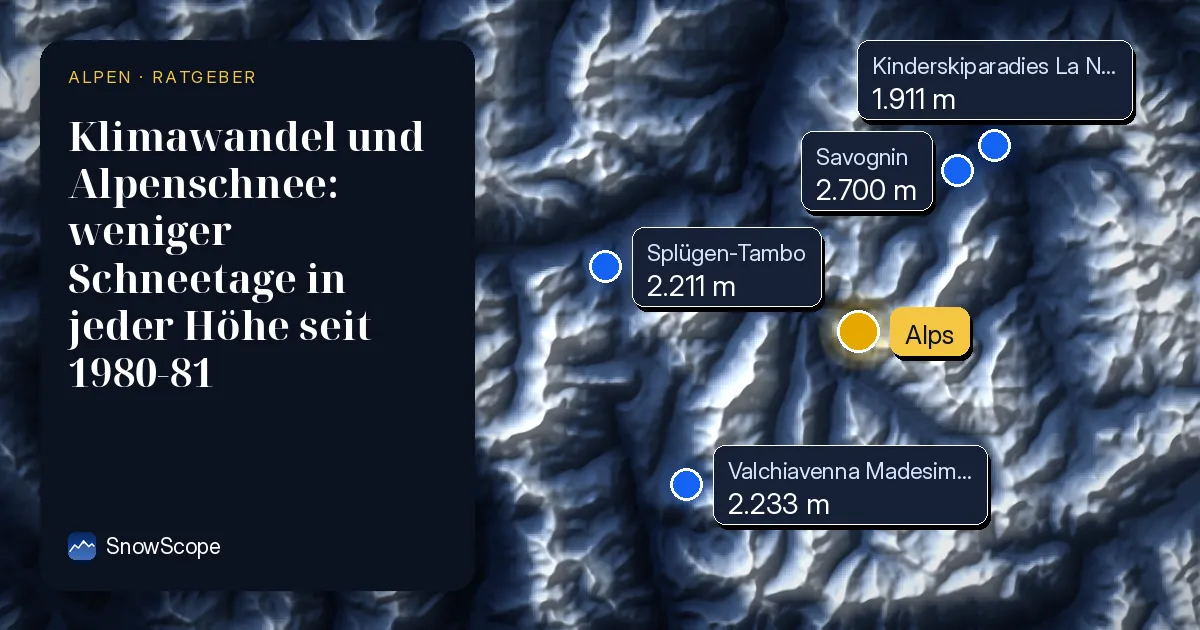 ALPEN · RATGEBER
Klimawandel und
Alpenschnee:
weniger
Schneetage in
jeder Höhe seit
1980-81
SnowScope
Kinderskiparadies La N...
1.911 m
Savognin
2.700 m
Splügen-Tambo
2.211 m
Alps
Valchiavenna Madesim...
2.233 m